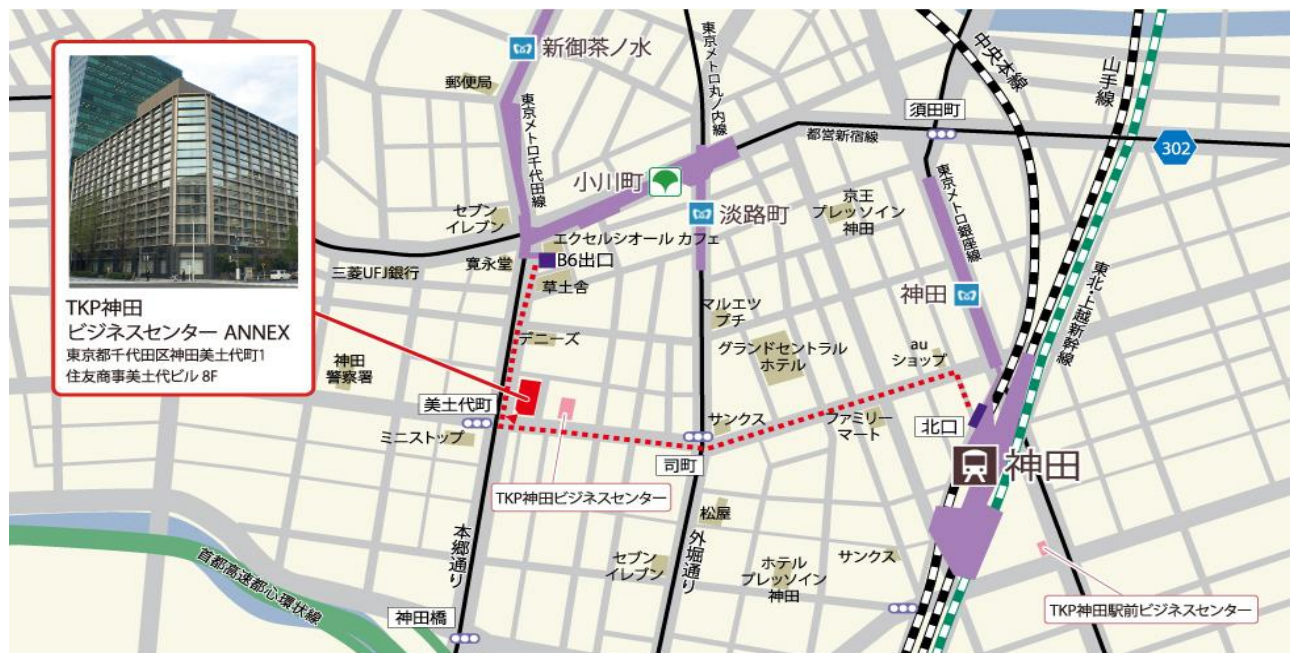 TKP神田
ビジネスセンター ANNEX
東京都千代田区神田美土代町1
住友商事美土代ビル 8F
新御茶ノ水
郵便局
東京メトロ千代田線
東京メトロ丸ノ内線
中央本線
山手線
須田町
都営新宿線
302
小川町
淡路町
京王
プレッソイン
神田
東京メトロ銀座線
セブン
イレブン
エクセルシオール カフェ
三菱UFJ銀行
寛永堂
B6出口
草土舎
神田
東北・上越新幹線
マルエツ
プチ
デニーズ
グランドセントラル
ホテル
au
ショップ
神田
警察署
美土代町
ミニストップ
サンクス
ファミリー
マート
北口
神田
司町
TKP神田ビジネスセンター
本郷通り
松屋
外堀通り
セブン
イレブン
ホテル
プレッソイン
神田
サンクス
首都高速都心環状線
神田橋
TKP神田駅前ビジネスセンター